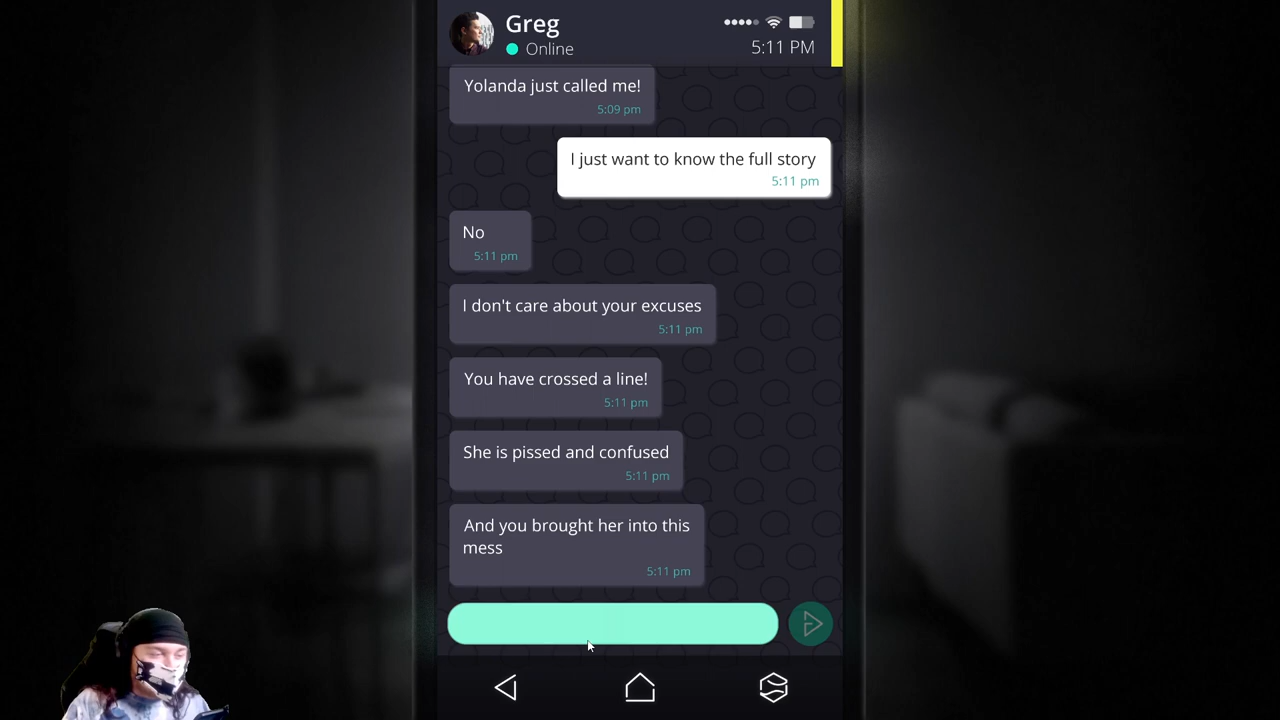 Greg
Online
5:11 PM
Yolanda just called me!
5:09 pm
I just want to know the full story
5:11 pm
No
5:11 pm
I don't care about your excuses
5:11 pm
You have crossed a line!
5:11 pm
She is pissed and confused
5:11 pm
And you brought her into this
mess
5:11 pm